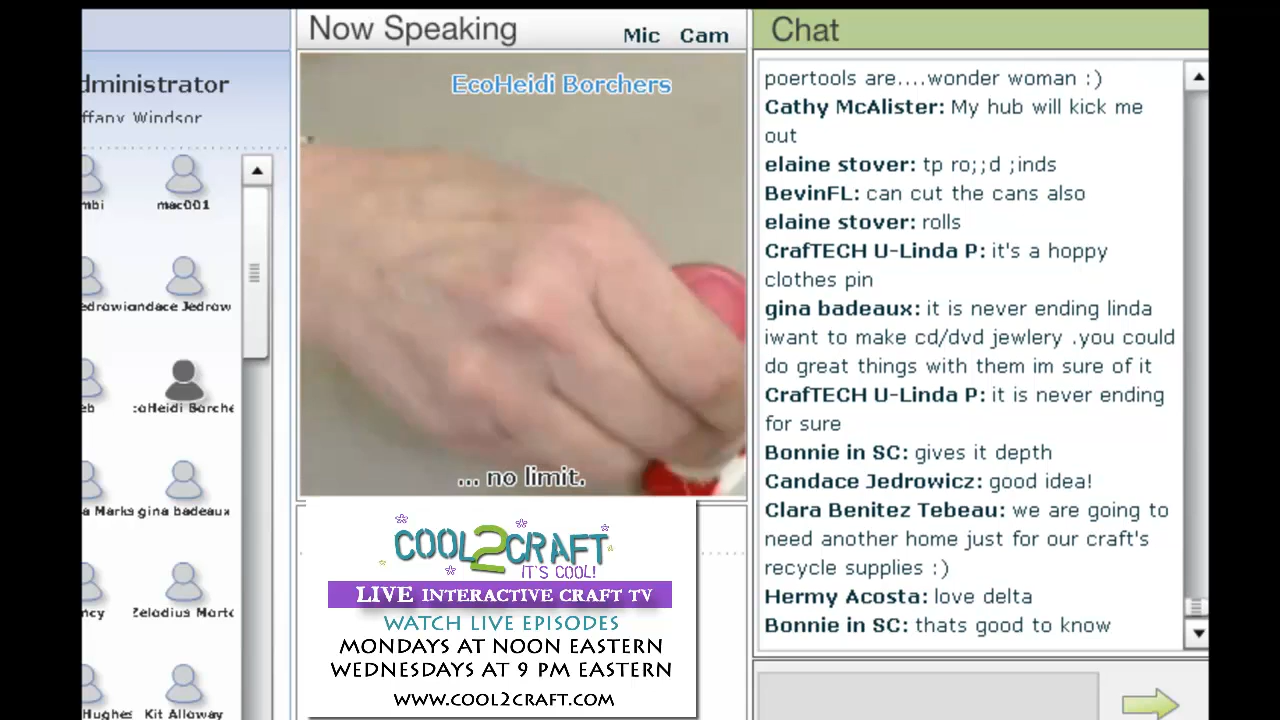 dministrator
ffany Windsor
mbi
mac001
edrowi
andace Jedrow
eb
:oHeidi Borche
a Marks
gina badeaux
ncy
Zeladius Marte
Hughes
Kit Allaway
Now Speaking
Mic Cam
EcoHeidi Borchers
... no limit.
COOL2CRAFT
IT'S COOL!
LIVE INTERACTIVE CRAFT TV
WATCH LIVE EPISODES
MONDAYS AT NOON EASTERN
WEDNESDAYS AT 9 PM EASTERN
WWW.COOL2CRAFT.COM
Chat
poertools are....wonder woman :)
Cathy McAlister: My hub will kick me
out
elaine stover: tp ro;;d ;inds
BevinFL: can cut the cans also
elaine stover: rolls
CrafTECH U-Linda P: it's a hoppy
clothes pin
gina badeaux: it is never ending linda
iwant to make cd/dvd jewlery .you could
do great things with them im sure of it
CrafTECH U-Linda P: it is never ending
for sure
Bonnie in SC: gives it depth
Candace Jedrowicz: good idea!
Clara Benitez Tebeau: we are going to
need another home just for our craft's
recycle supplies :)
Hermy Acosta: love delta
Bonnie in SC: thats good to know